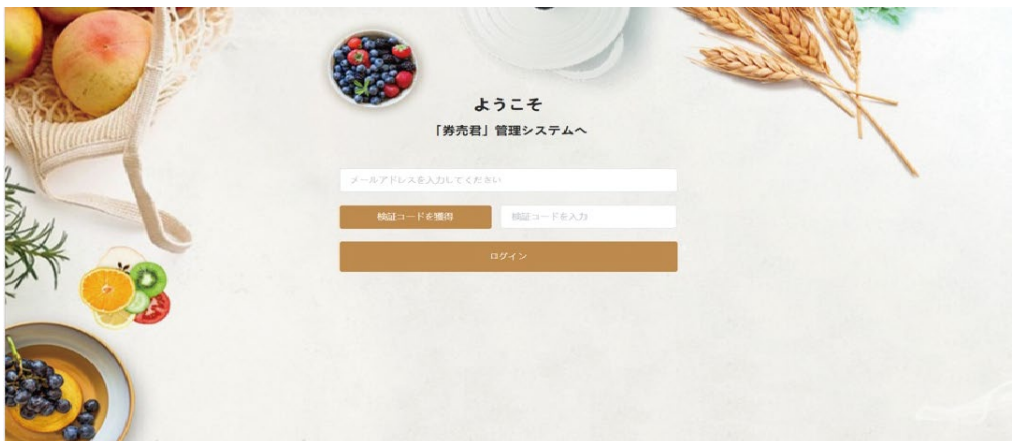 ようこそ
「券売君」管理システムへ
メールアドレスを入力してください
検証コードを獲得
検証コードを入力
ログイン